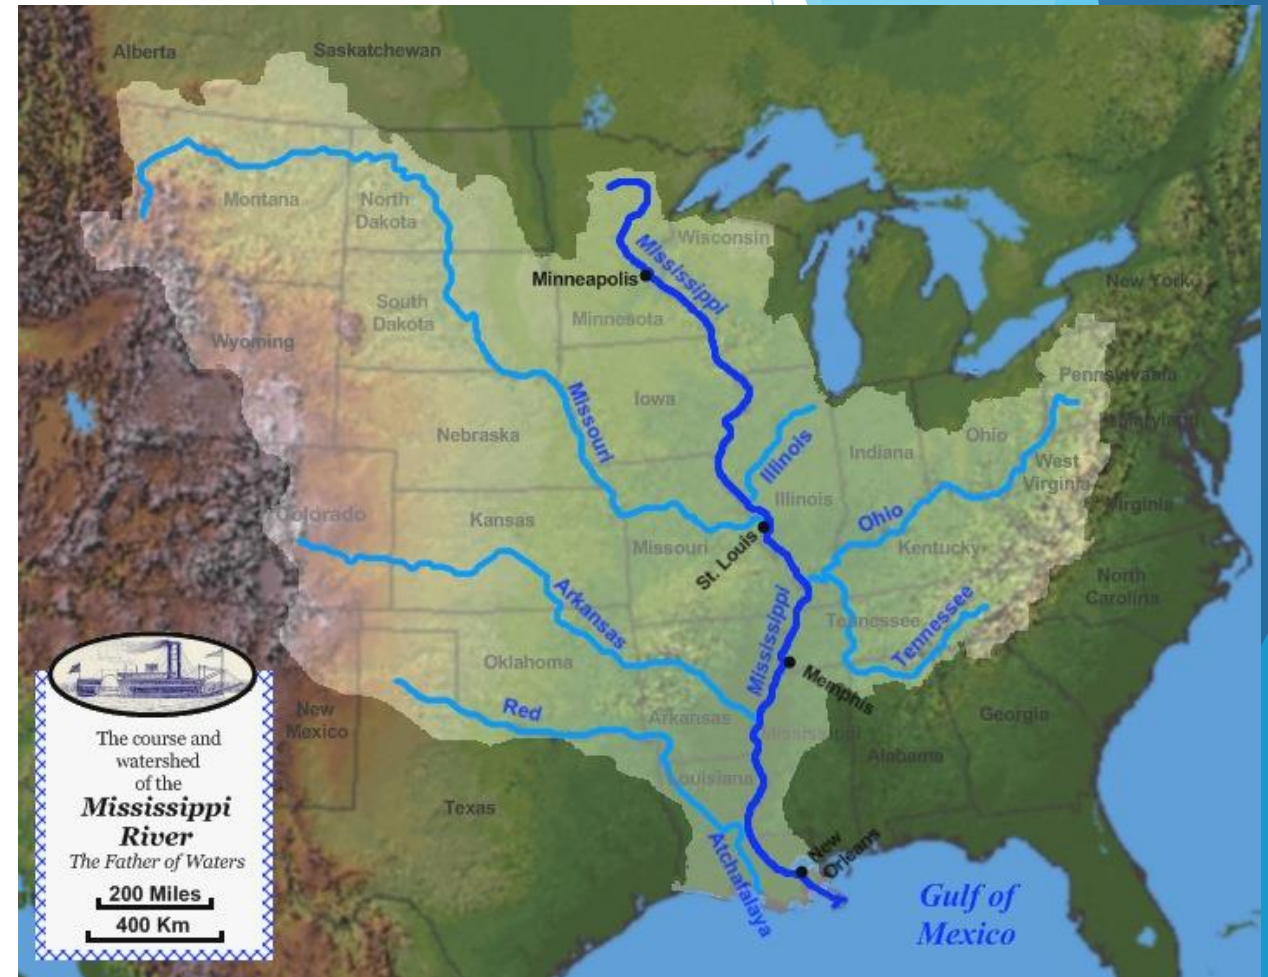 Alberta
Saskatchewan
Montana
North
Dakota
Wisconsin
Mississippi
Minneapolis
New York
South
Dakota
Minnesota
Wyoming
Pennsylvania
Missouri
Iowa
Nebraska
Illinois
Indiana
Ohio
Maryland
West
Virginia
Virginia
Colorado
Kansas
Illinois
Ohio
Missouri
St. Louis
Kentucky
North
Carolina
Arkansas
Mississippi
Tennessee
Tennessee
Oklahoma
Memphis
Red
New
Mexico
Arkansas
Mississippi
Georgia
Alabama
Louisiana
Texas
Atchafalaya
New
Orleans
Gulf of
Mexico
The course and
watershed
of the
Mississippi
River
The Father of Waters
200 Miles
400 Km